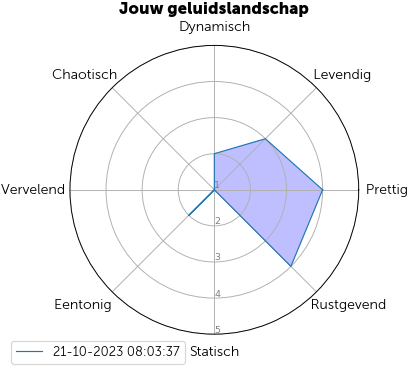 Jouw geluidslandschap
Dynamisch
Chaotisch
Levendig
Vervelend
1
Prettig
2
3
4
Eentonig
Rustgevend
5
21-10-2023 08:03:37
Statisch